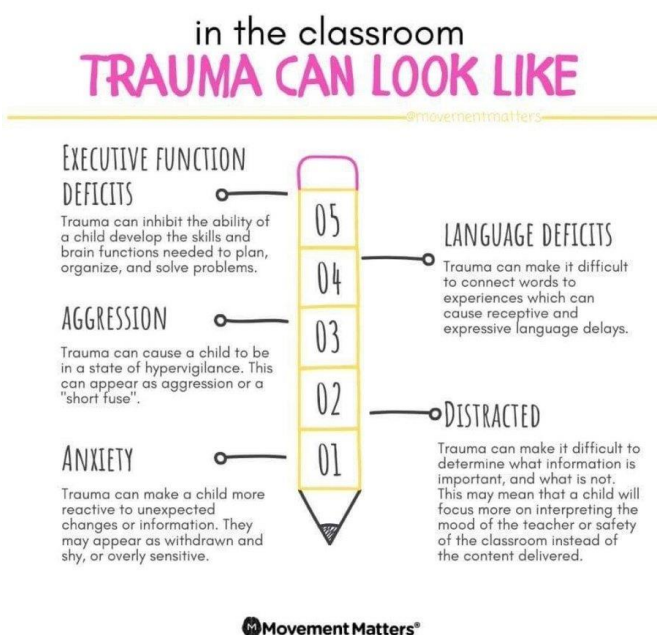 in the classroom
TRAUMA CAN LOOK LIKE
@movementmatters
EXECUTIVE FUNCTION
DEFICITS
Trauma can inhibit the ability of
a child develop the skills and
brain functions needed to plan,
organize, and solve problems.
05
LANGUAGE DEFICITS
Trauma can make it difficult
to connect words to
experiences which can
cause receptive and
expressive language delays.
04
AGGRESSION
Trauma can cause a child to be
in a state of hypervigilance. This
can appear as aggression or a
"short fuse".
03
DISTRACTED
Trauma can make it difficult to
determine what information is
important, and what is not.
This may mean that a child will
focus more on interpreting the
mood of the teacher or safety
of the classroom instead of
the content delivered.
02
ANXIETY
Trauma can make a child more
reactive to unexpected
changes or information. They
may appear as withdrawn and
shy, or overly sensitive.
01
M Movement Matters®